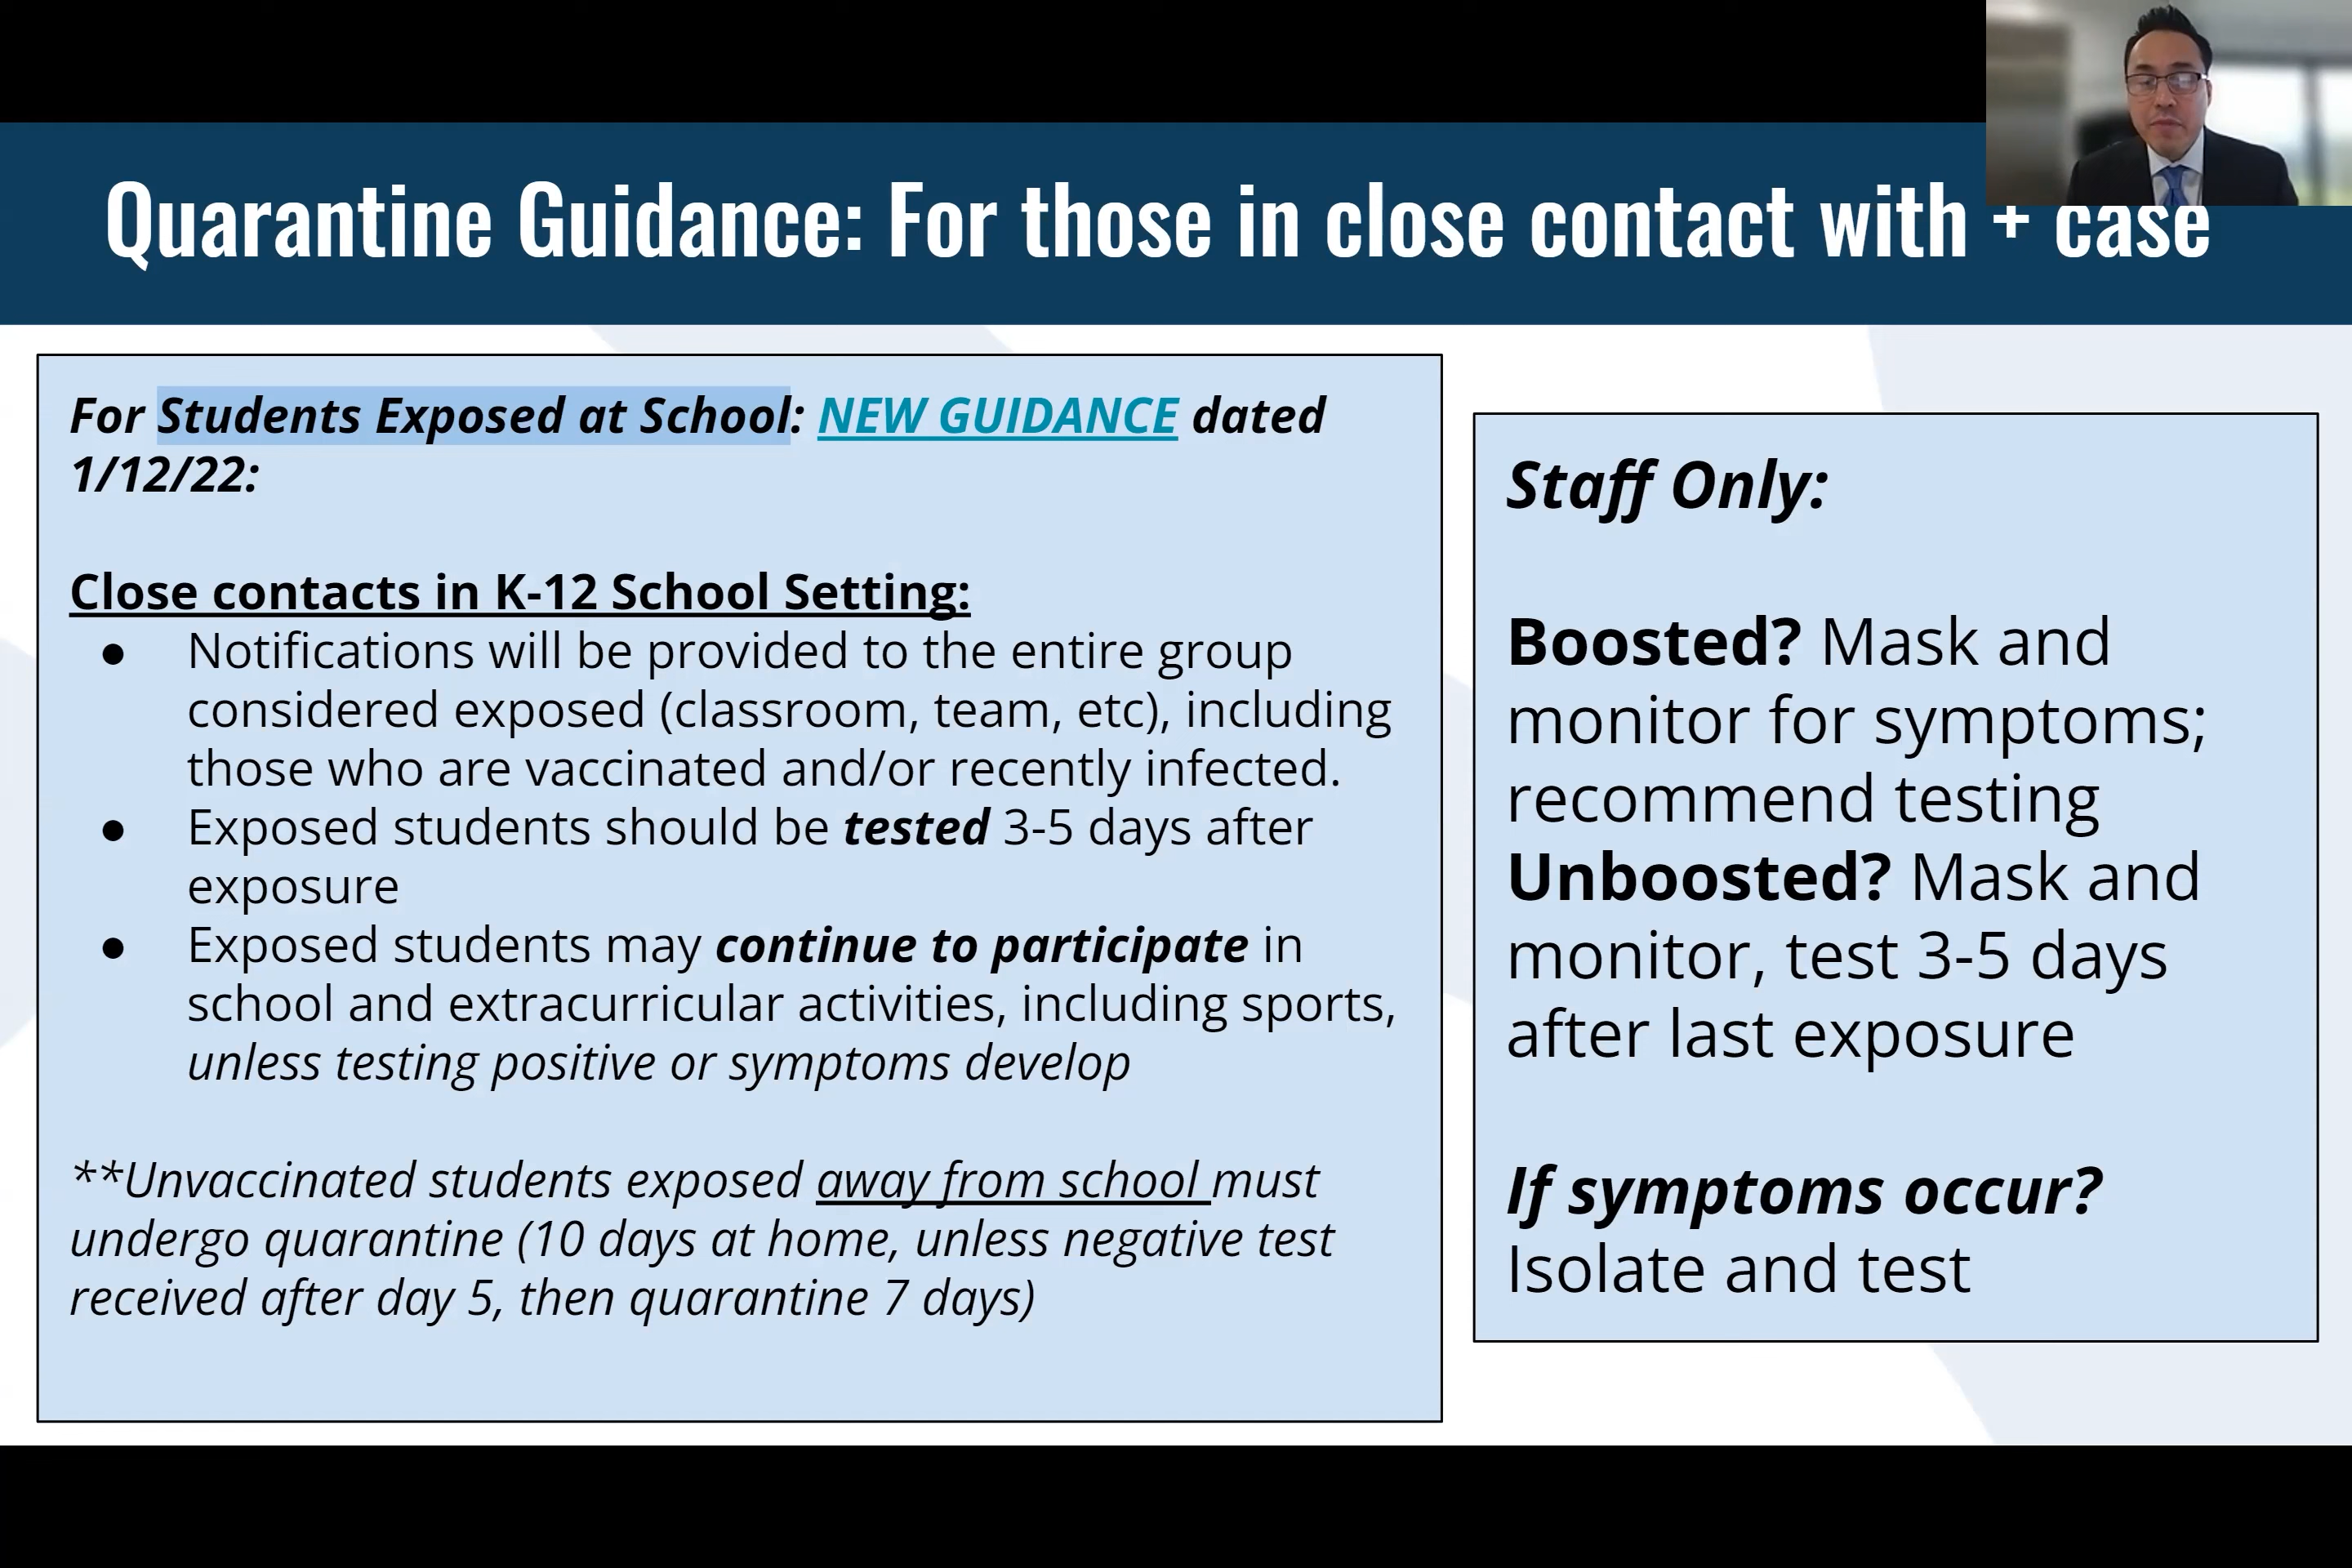 Quarantine Guidance: For those in close contact with + case
For Students Exposed at School: NEW GUIDANCE dated
1/12/22:
Close contacts in K-12 School Setting:
● Notifications will be provided to the entire group
considered exposed (classroom, team, etc), including
those who are vaccinated and/or recently infected.
● Exposed students should be tested 3-5 days after
exposure
● Exposed students may continue to participate in
school and extracurricular activities, including sports,
unless testing positive or symptoms develop
**Unvaccinated students exposed away from school must
undergo quarantine (10 days at home, unless negative test
received after day 5, then quarantine 7 days)
Staff Only:
Boosted? Mask and
monitor for symptoms;
recommend testing
Unboosted? Mask and
monitor, test 3-5 days
after last exposure
If symptoms occur?
Isolate and test